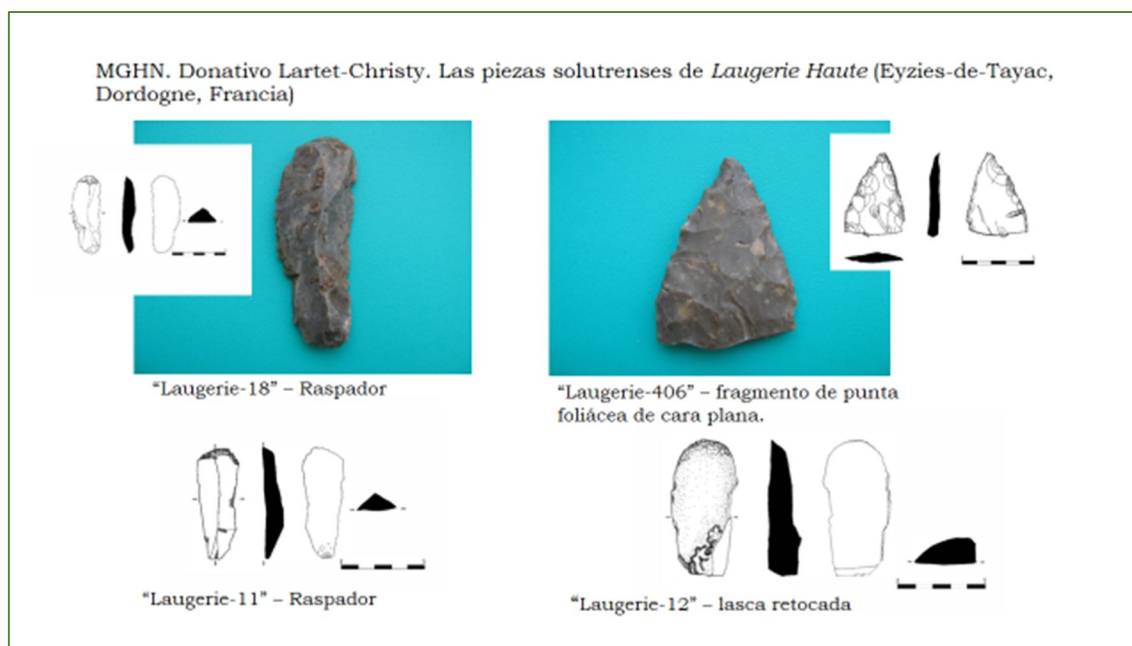 MGHN. Donativo Lartet-Christy. Las piezas solutrenses de Laugerie Haute (Eyzies-de-Tayac,
Dordogne, Francia)
“Laugerie-18” – Raspador
“Laugerie-406” – fragmento de punta
foliácea de cara plana.
“Laugerie-11” – Raspador
“Laugerie-12” – lasca retocada